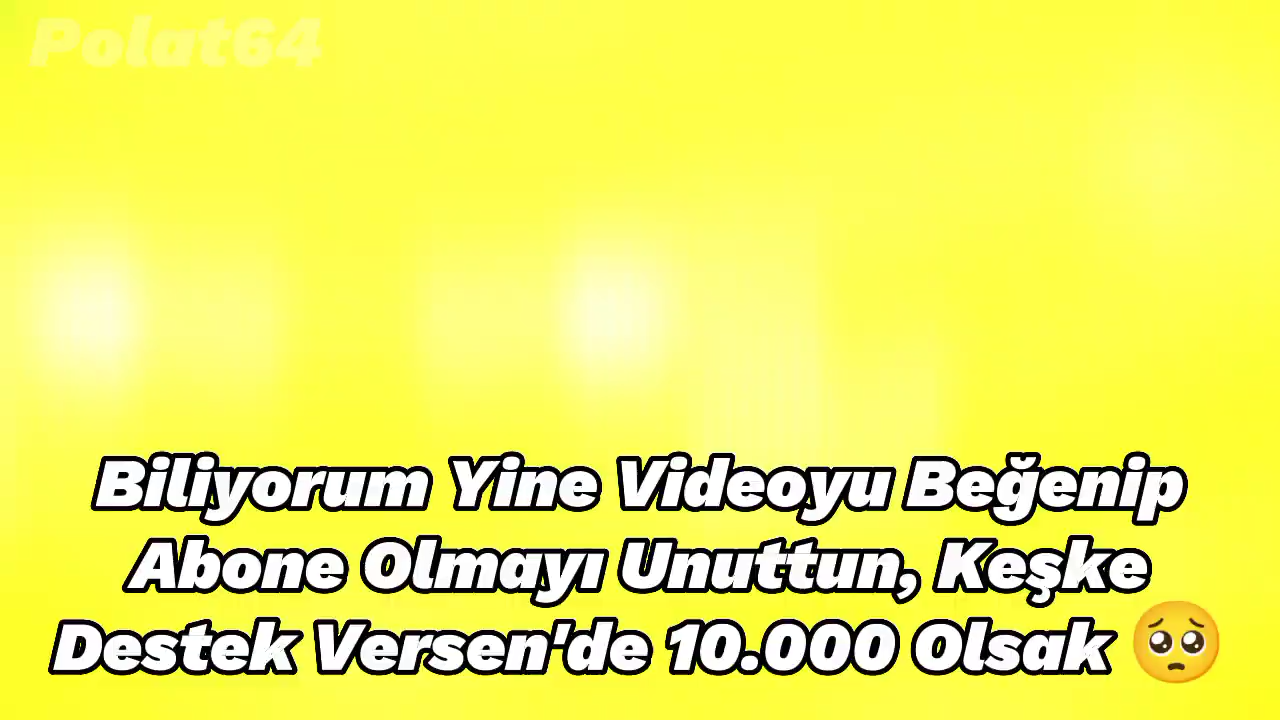 Polat64
Biliyorum Yine Videoyu Beğenip
Abone Olmayı Unuttun, Keşke
Destek Versen'de 10.000 Olsak 🥺